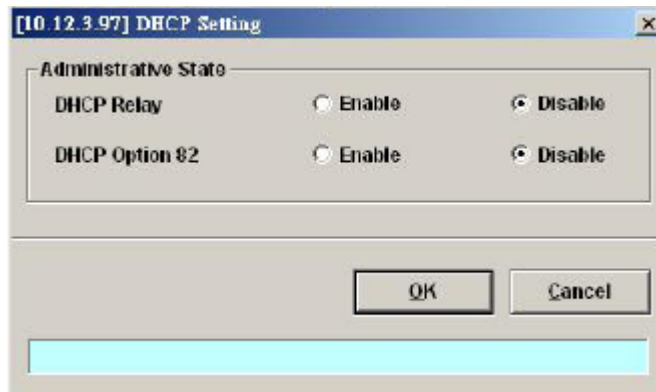 [10.12.3.97] DHCP Setting
Administrative State
DHCP Relay Enable Disable
DHCP Option 82 Enable Disable
OK Cancel